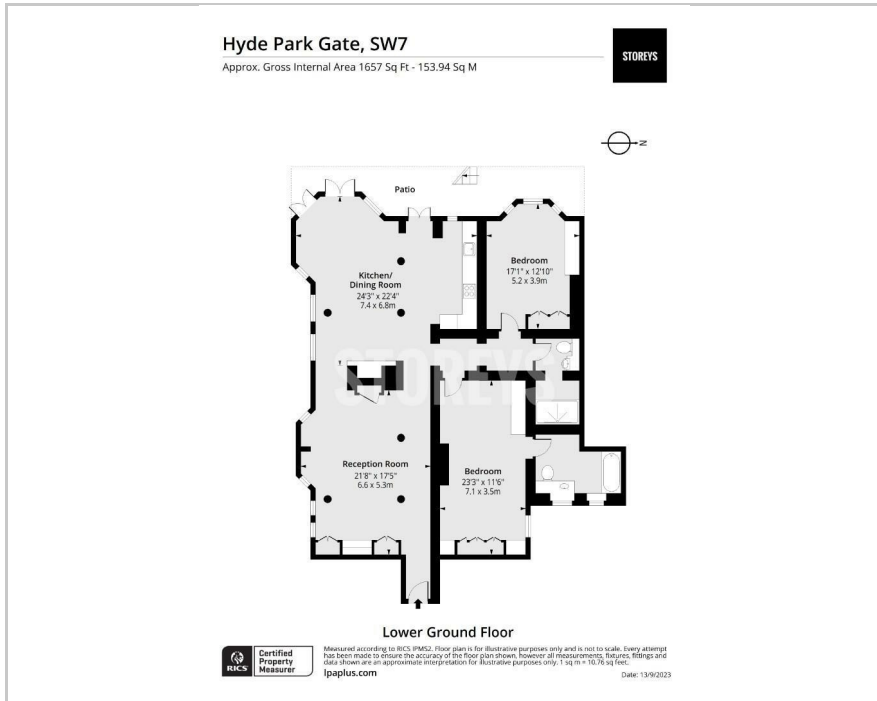 Hyde Park Gate, SW7
Approx. Gross Internal Area 1657 Sq Ft - 153.94 Sq M
STOREYS
N
Patio
Bedroom
17'1" x 12'10"
5.2 x 3.9m
Kitchen/
Dining Room
24'3" x 22'4"
7.4 x 6.8m
STOREYS
Reception Room
21'8" x 17'5"
6.6 x 5.3m
Bedroom
23'3" x 11'6"
7.1 x 3.5m
Lower Ground Floor
RICS
Certified
Property
Measurer
Measured according to RICS IPMS2. Floor plan is for illustrative purposes only and is not to scale. Every attempt
has been made to ensure the accuracy of the floor plan shown, however all measurements, fixtures, fittings and
data shown are an approximate interpretation for illustrative purposes only. 1 sq m = 10.76 sq feet.
lpaplus.com
Date: 13/9/2023